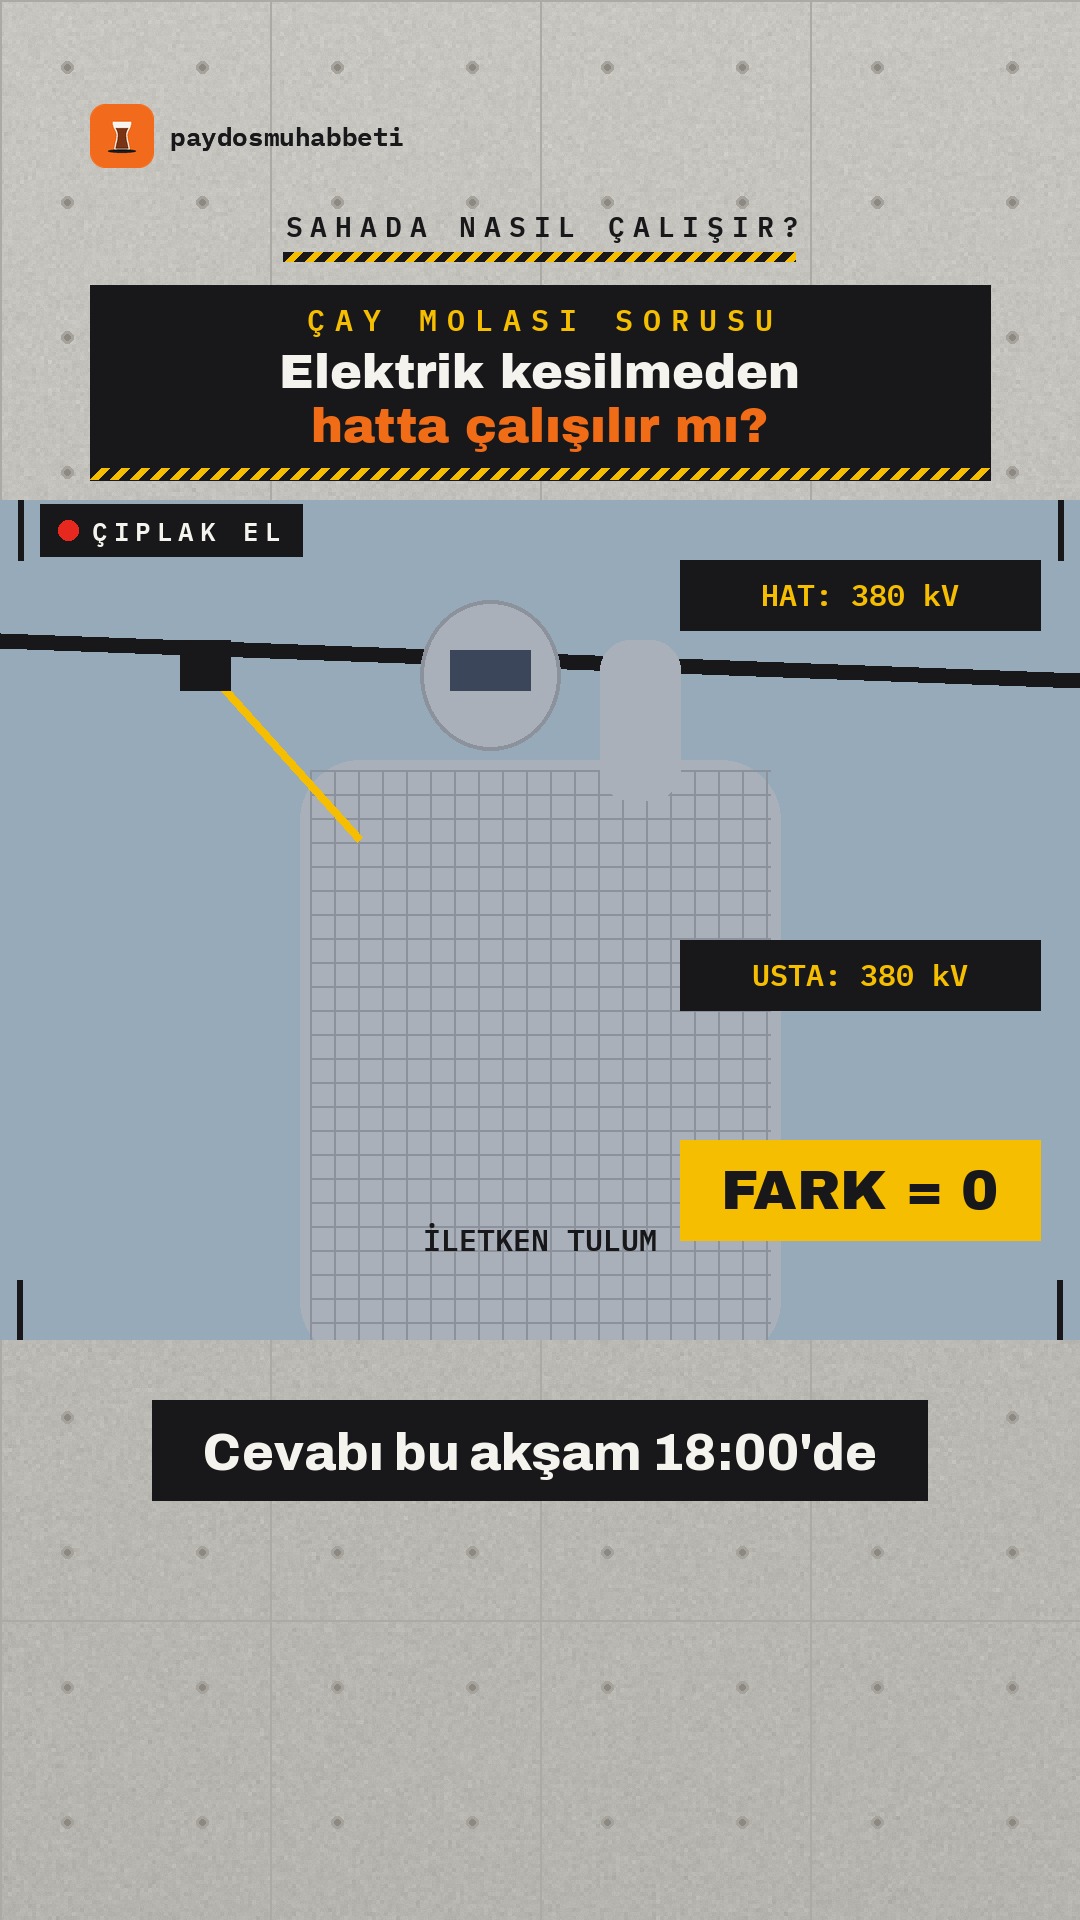 paydosmuhabbeti
SAHADA NASIL ÇALIŞIR?
ÇAY MOLASI SORUSU
Elektrik kesilmeden
hatta çalışılır mı?
ÇIPLAK EL
HAT: 380 kV
USTA: 380 kV
FARK = 0
İLETKEN TULUM
Cevabı bu akşam 18:00'de